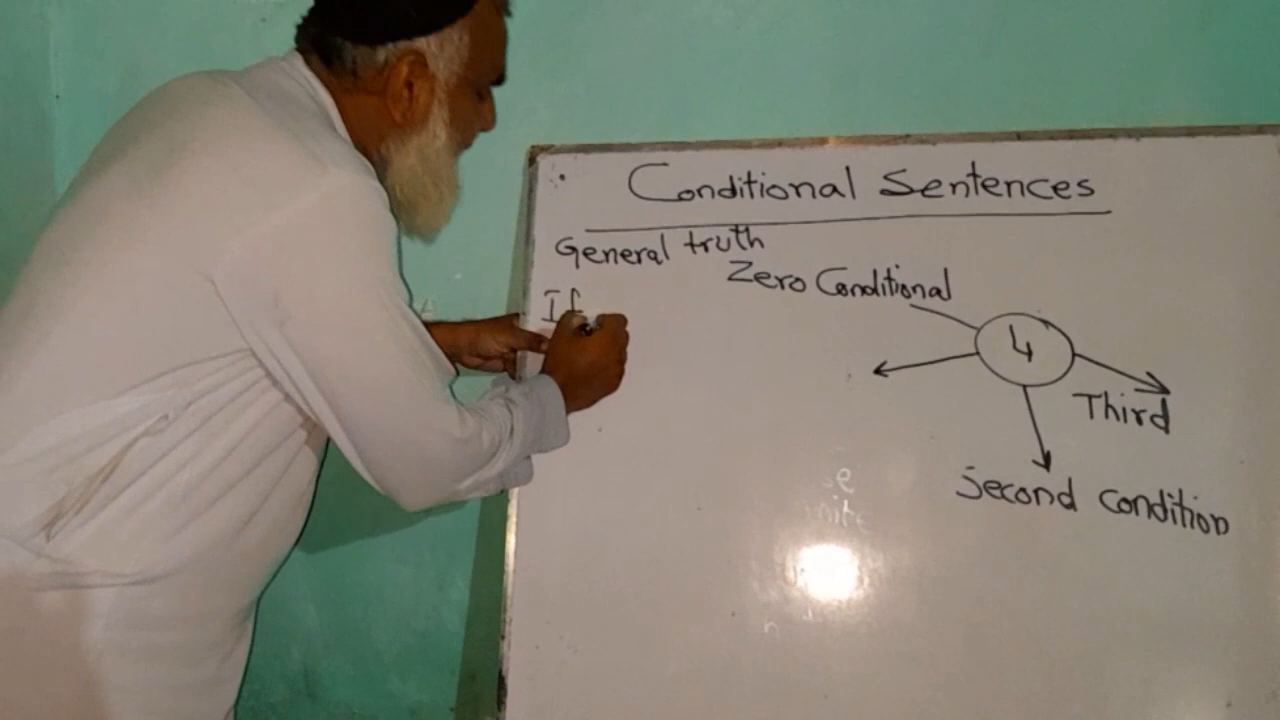 Conditional Sentences
General truth
Zero Conditional
If
4
Third
Second Condition